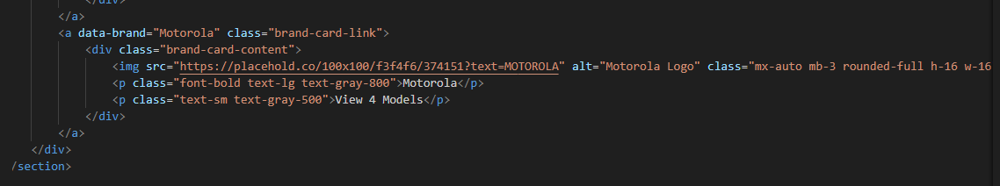 </div>
</a>
<a data-brand="Motorola" class="brand-card-link">
<div class="brand-card-content">
<img src="https://placehold.co/100x100/f3f4f6/374151?text=MOTOROLA" alt="Motorola Logo" class="mx-auto mb-3 rounded-full h-16 w-16
<p class="font-bold text-lg text-gray-800">Motorola</p>
<p class="text-sm text-gray-500">View 4 Models</p>
</div>
</a>
</div>
/section>